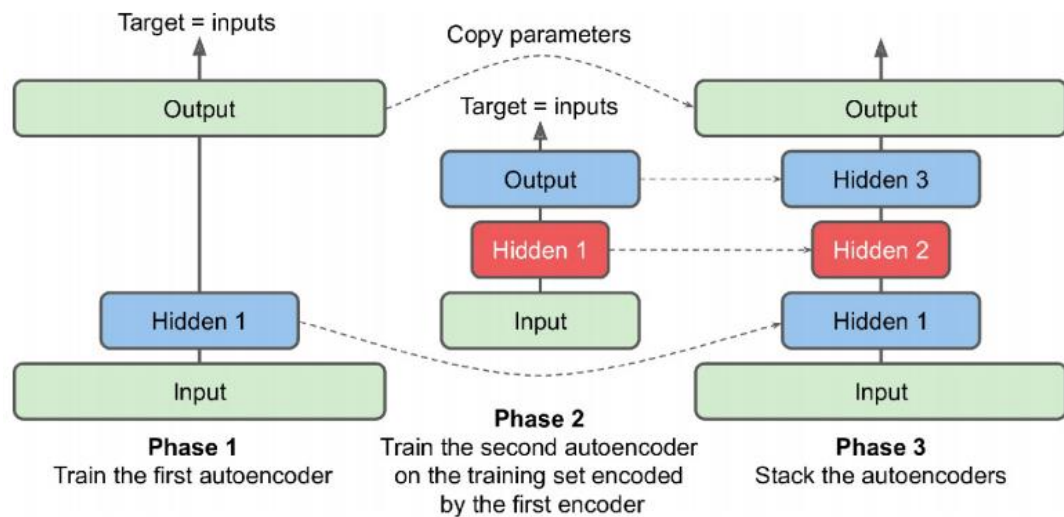 Target = inputs
Output
Hidden 1
Input
Phase 1
Train the first autoencoder
Copy parameters
Target = inputs
Output
Hidden 1
Input
Phase 2
Train the second autoencoder
on the training set encoded
by the first encoder
Output
Hidden 3
Hidden 2
Hidden 1
Input
Phase 3
Stack the autoencoders